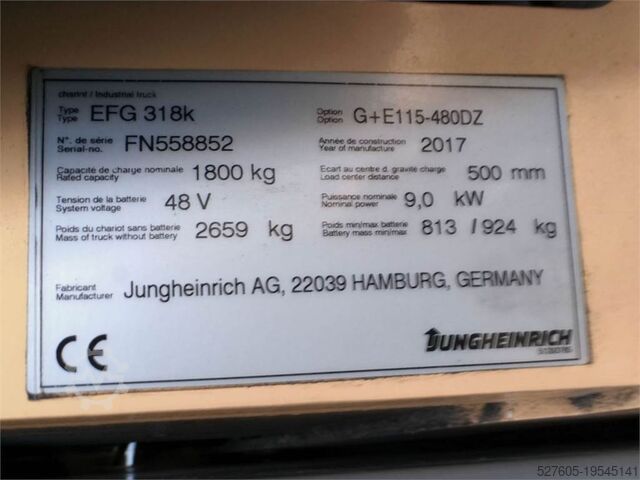 chariot / Industrial truck
Type
Type EFG 318k
Option
Option G+E115-480DZ
N°. de série
Serial-no. FN558852
Année de construction
Year of manufacture 2017
Capacité de charge nominale
Rated capacity 1800 kg
Ecart au centre d. gravité charge
Load center distance 500 mm
Tension de la batterie
System voltage 48 V
Puissance nominale
Nominal power 9,0 kW
Poids du chariot sans batterie
Mass of truck without battery 2659 kg
Poids min/max batterie
Battery mass min/max 813 / 924 kg
Fabricant
Manufacturer Jungheinrich AG, 22039 HAMBURG, GERMANY
CE
JUNGHEINRICH
527605-19545141